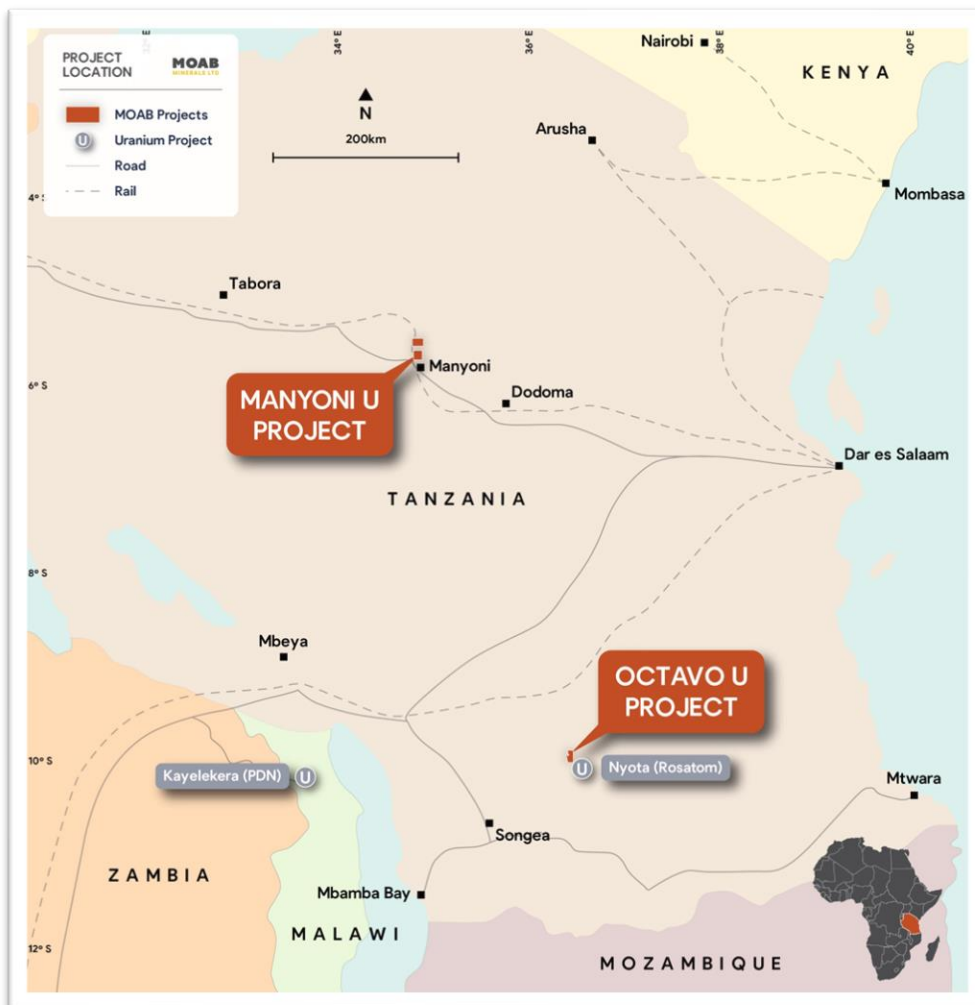 32° E
34° E
36° E
38° E
40° E
PROJECT
LOCATION
MOAB
MINERALS LTD
MOAB Projects
U
Uranium Project
Road
Rail
N
200km
Nairobi
KENYA
Arusha
Mombasa
4° S
Tabora
Manyoni
6° S
MANYONI U
PROJECT
Dodoma
Dar es Salaam
TANZANIA
8° S
Mbeya
OCTAVO U
PROJECT
10° S
Kayelekera (PDN)
U
U
Nyota (Rosatom)
Mtwara
Songea
ZAMBIA
Mbamba Bay
MALAWI
12° S
MOZAMBIQUE